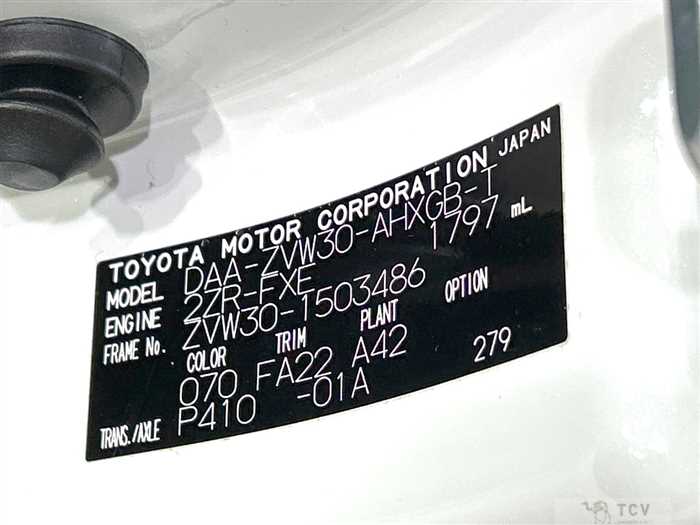 TOYOTA MOTOR CORPORATION JAPAN
MODEL DAA-ZVW30-AHXGB-T
ENGINE 2ZR-FXE 1797 mL
FRAME No. ZVW30-1503486
COLOR TRIM PLANT OPTION
070 FA22 A42 279
TRANS./AXLE P410 -01A
TCV